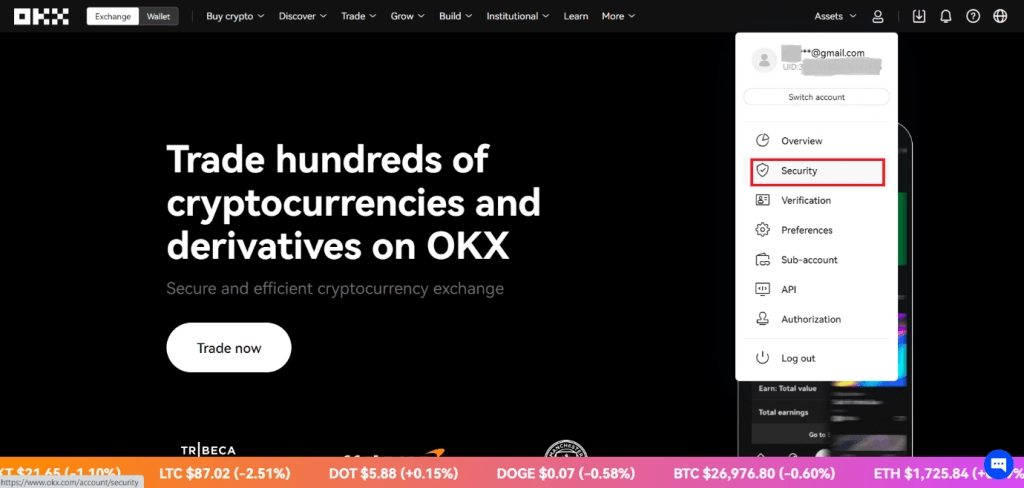 OKX Exchange Wallet Buy crypto Discover Trade Grow Build Institutional Learn More Assets
***@gmail.com
UID:3
Switch account
Overview
Security
Verification
Preferences
Sub-account
API
Authorization
Log out
Trade hundreds of
cryptocurrencies and
derivatives on OKX
Secure and efficient cryptocurrency exchange
Trade now
Earn: Total value
Total earnings
Go to
TRIBECA
MANCHESTER
KT $21.65 (-1.10%) LTC $87.02 (-2.51%) DOT $5.88 (+0.15%) DOGE $0.07 (-0.58%) BTC $26,976.80 (-0.60%) ETH $1,725.84 (+
https://www.okx.com/account/security